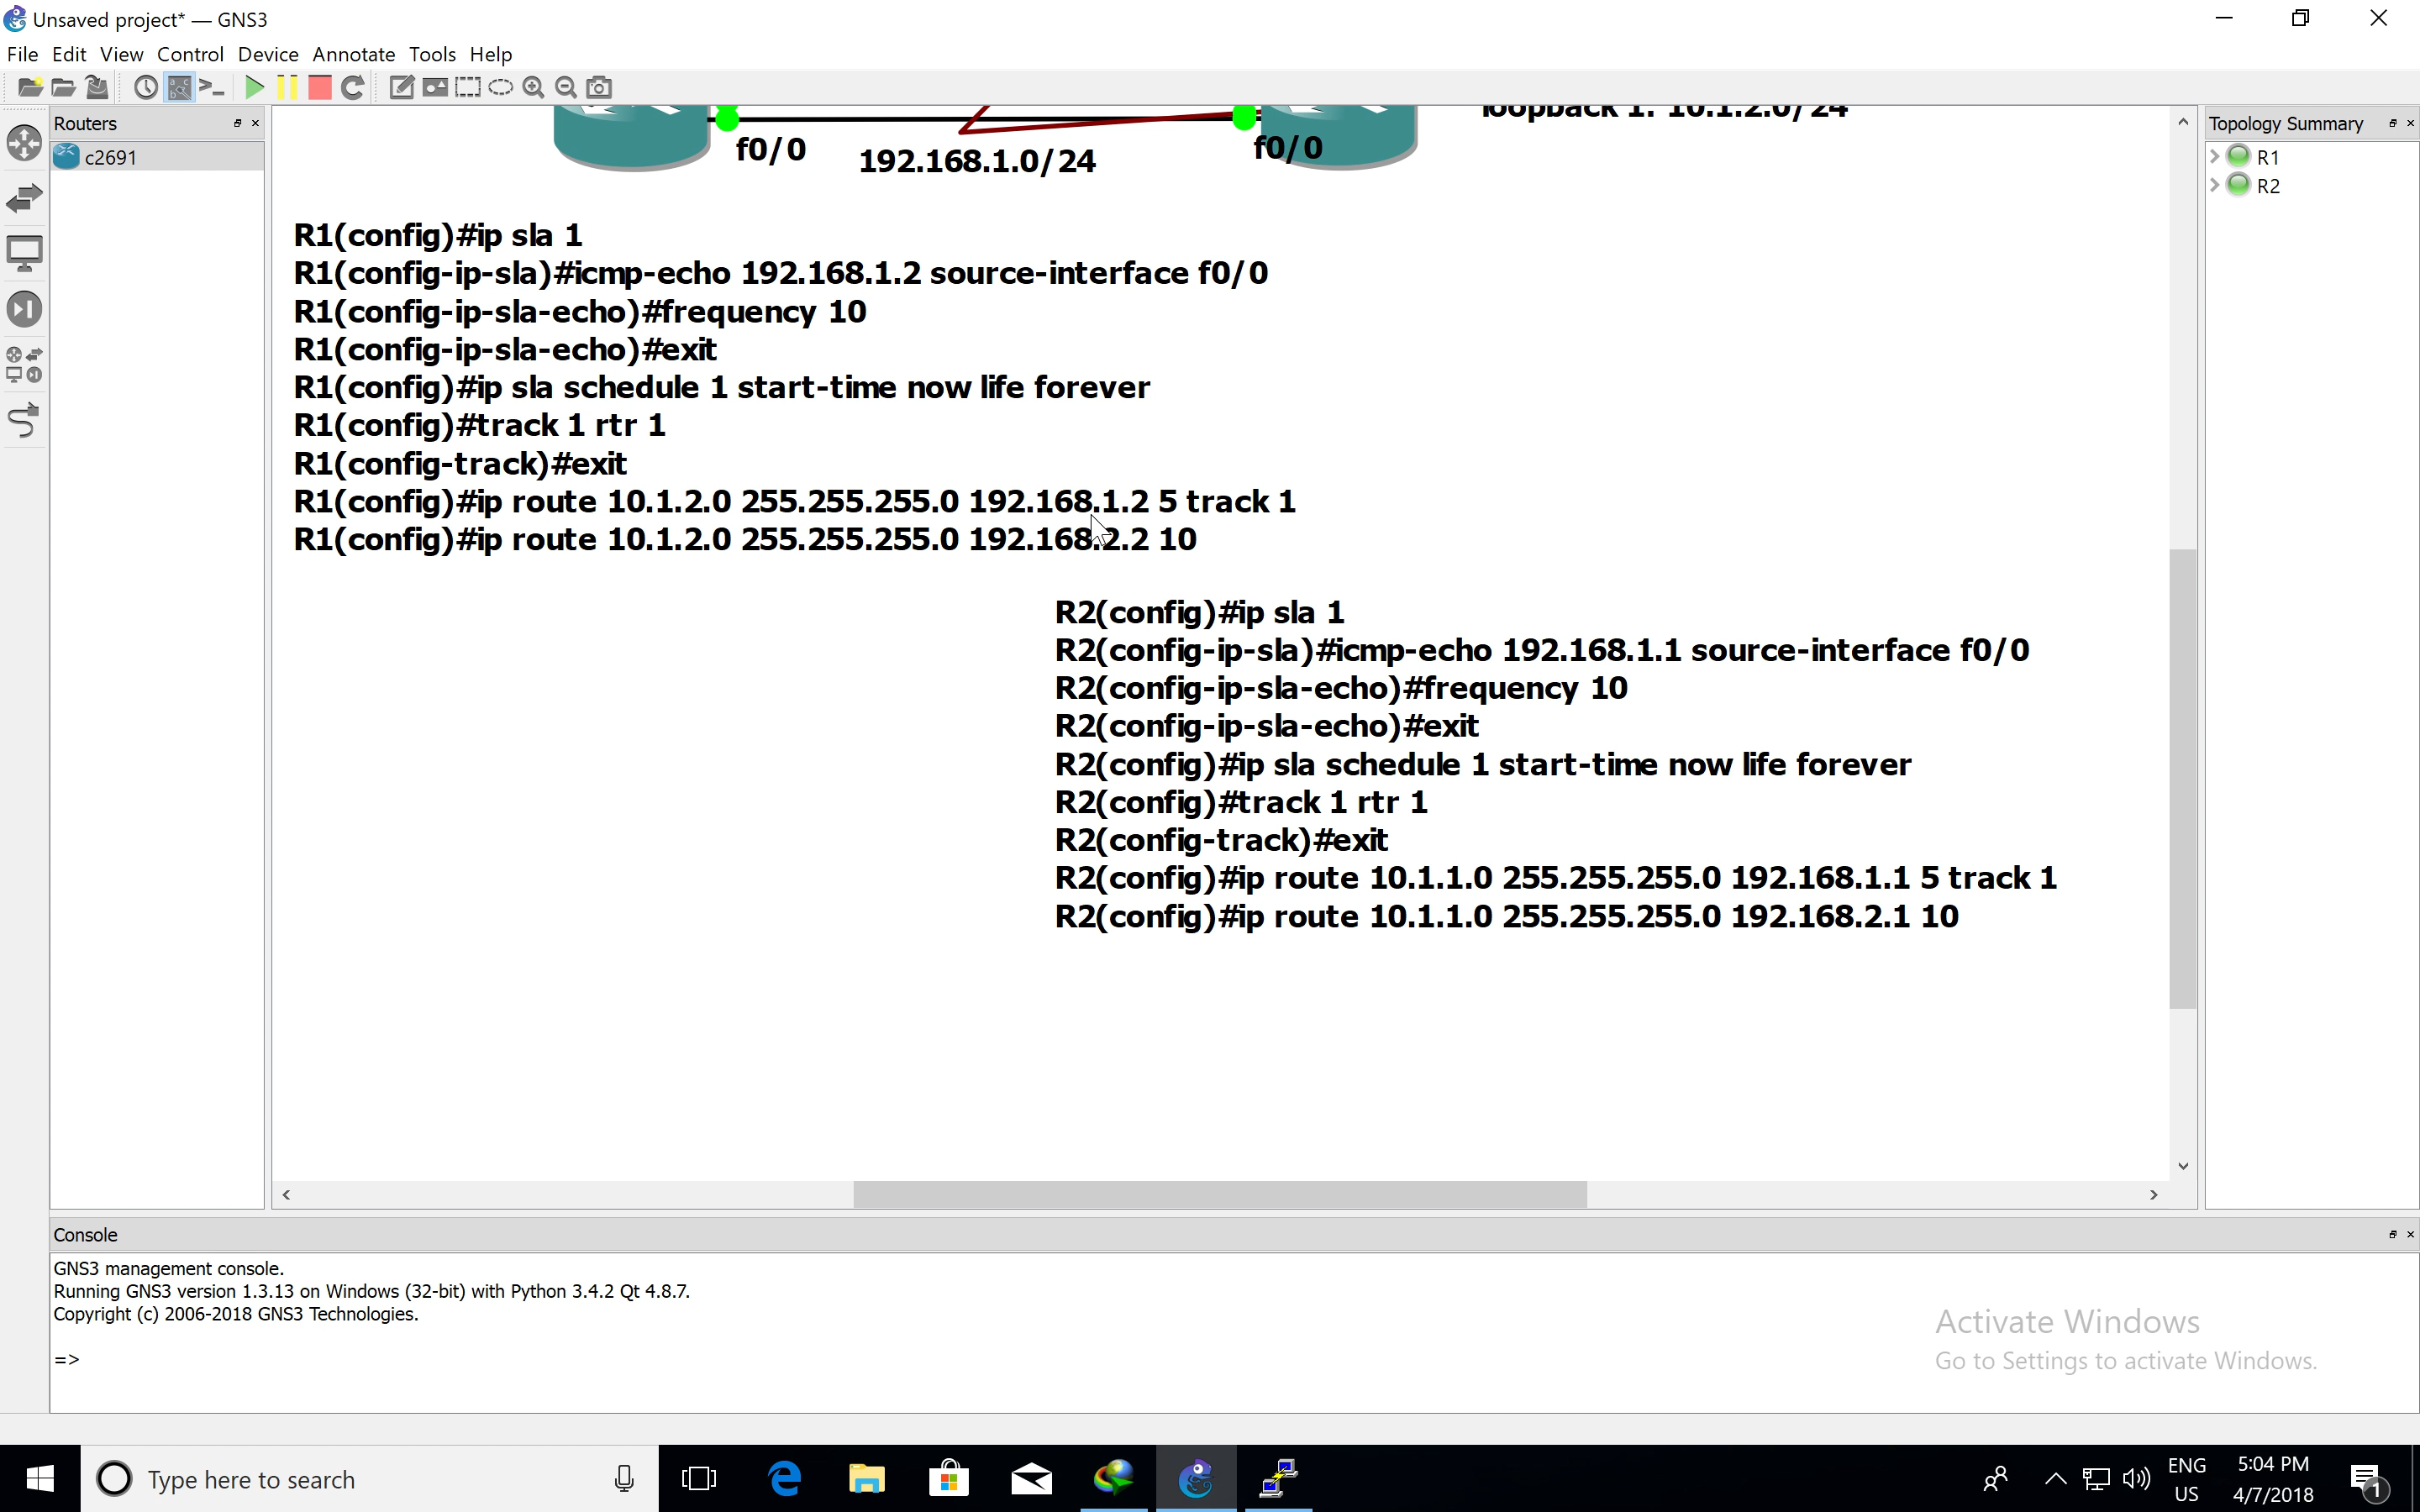 Unsaved project* — GNS3
File Edit View Control Device Annotate Tools Help
Routers
c2691
Topology Summary
R1
R2
loopback 1: 10.1.2.0/24
f0/0
192.168.1.0/24
f0/0
R1(config)#ip sla 1
R1(config-ip-sla)#icmp-echo 192.168.1.2 source-interface f0/0
R1(config-ip-sla-echo)#frequency 10
R1(config-ip-sla-echo)#exit
R1(config)#ip sla schedule 1 start-time now life forever
R1(config)#track 1 rtr 1
R1(config-track)#exit
R1(config)#ip route 10.1.2.0 255.255.255.0 192.168.1.2 5 track 1
R1(config)#ip route 10.1.2.0 255.255.255.0 192.168.2.2 10
R2(config)#ip sla 1
R2(config-ip-sla)#icmp-echo 192.168.1.1 source-interface f0/0
R2(config-ip-sla-echo)#frequency 10
R2(config-ip-sla-echo)#exit
R2(config)#ip sla schedule 1 start-time now life forever
R2(config)#track 1 rtr 1
R2(config-track)#exit
R2(config)#ip route 10.1.1.0 255.255.255.0 192.168.1.1 5 track 1
R2(config)#ip route 10.1.1.0 255.255.255.0 192.168.2.1 10
Console
GNS3 management console.
Running GNS3 version 1.3.13 on Windows (32-bit) with Python 3.4.2 Qt 4.8.7.
Copyright (c) 2006-2018 GNS3 Technologies.
=>
Activate Windows
Go to Settings to activate Windows.
Type here to search
ENG
US
5:04 PM
4/7/2018
1